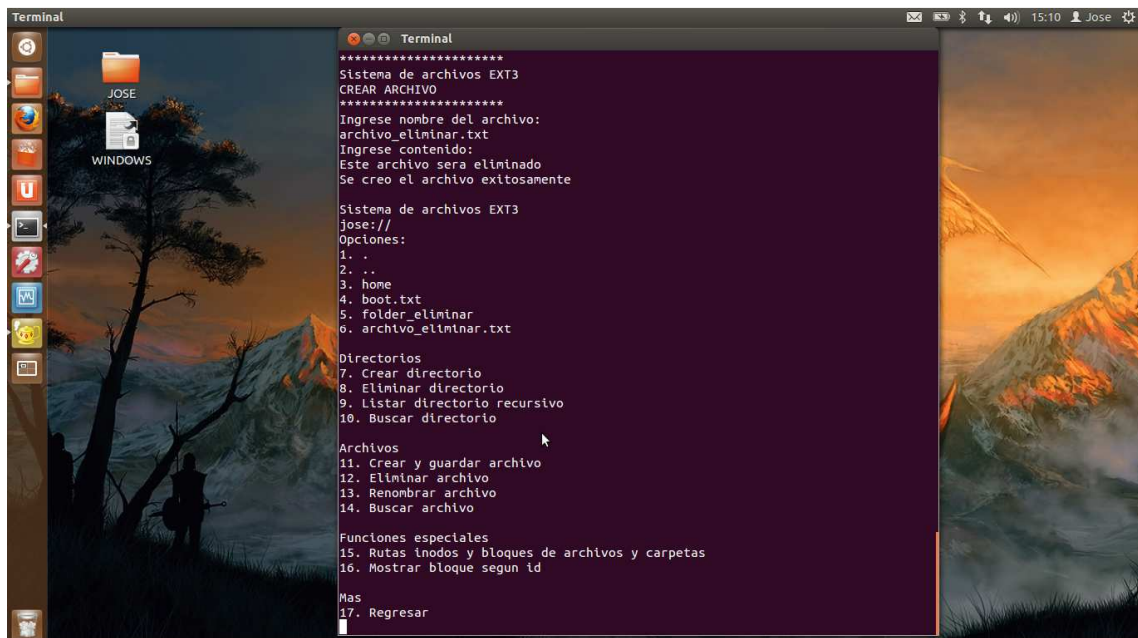 Terminal
15:10 Jose
JOSE
WINDOWS
Terminal
**********************
Sistema de archivos EXT3
CREAR ARCHIVO
**********************
Ingrese nombre del archivo:
archivo_eliminar.txt
Ingrese contenido:
Este archivo sera eliminado
Se creo el archivo exitosamente
Sistema de archivos EXT3
jose://
Opciones:
1. .
2. ..
3. home
4. boot.txt
5. folder_eliminar
6. archivo_eliminar.txt
Directorios
7. Crear directorio
8. Eliminar directorio
9. Listar directorio recursivo
10. Buscar directorio
Archivos
11. Crear y guardar archivo
12. Eliminar archivo
13. Renombrar archivo
14. Buscar archivo
Funciones especiales
15. Rutas inodos y bloques de archivos y carpetas
16. Mostrar bloque segun id
Mas
17. Regresar